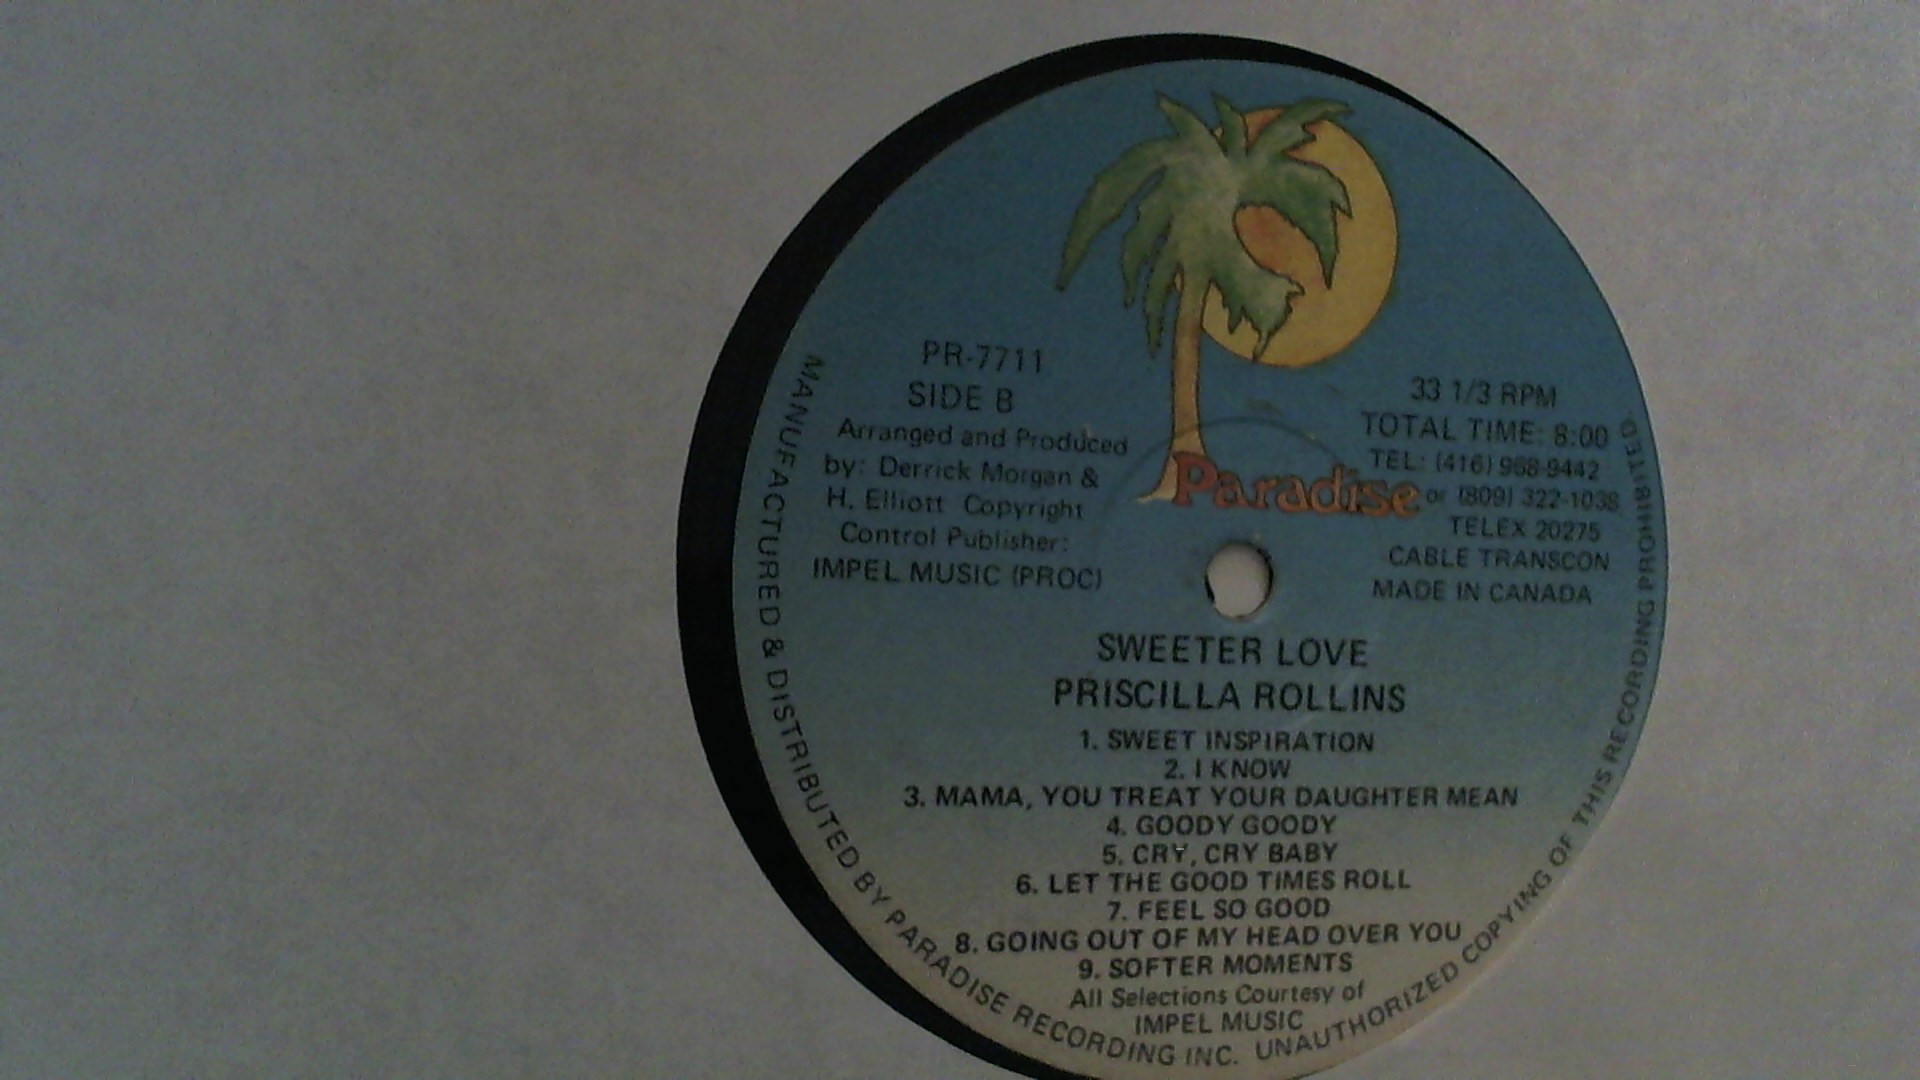 PR-7711
SIDE B
Arranged and Produced
by: Derrick Morgan &
H. Elliott Copyright
Control Publisher:
IMPEL MUSIC (PROC)
Paradise
33 1/3 RPM
TOTAL TIME: 8:00
TEL: (416) 968-9442
or (809) 322-1038
TELEX 20275
CABLE TRANSCON
MADE IN CANADA
SWEETER LOVE
PRISCILLA ROLLINS
1. SWEET INSPIRATION
2. I KNOW
3. MAMA, YOU TREAT YOUR DAUGHTER MEAN
4. GOODY GOODY
5. CRY, CRY BABY
6. LET THE GOOD TIMES ROLL
7. FEEL SO GOOD
8. GOING OUT OF MY HEAD OVER YOU
9. SOFTER MOMENTS
All Selections Courtesy of
IMPEL MUSIC
MANUFACTURED & DISTRIBUTED BY PARADISE RECORDING INC. UNAUTHORIZED COPYING OF THIS RECORDING PROHIBITED.